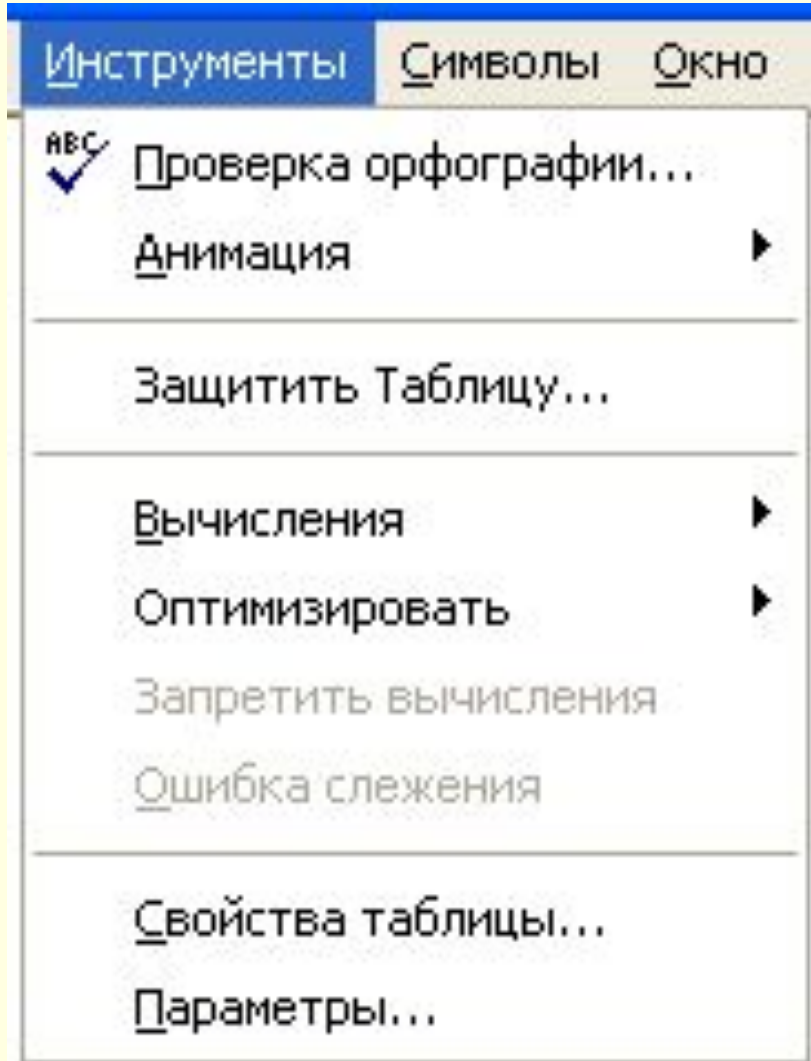 Инструменты Символы Окно
ABC Проверка орфографии...
Анимация
Защитить Таблицу...
Вычисления
Оптимизировать
Запретить вычисления
Ошибка слежения
Свойства таблицы...
Параметры...